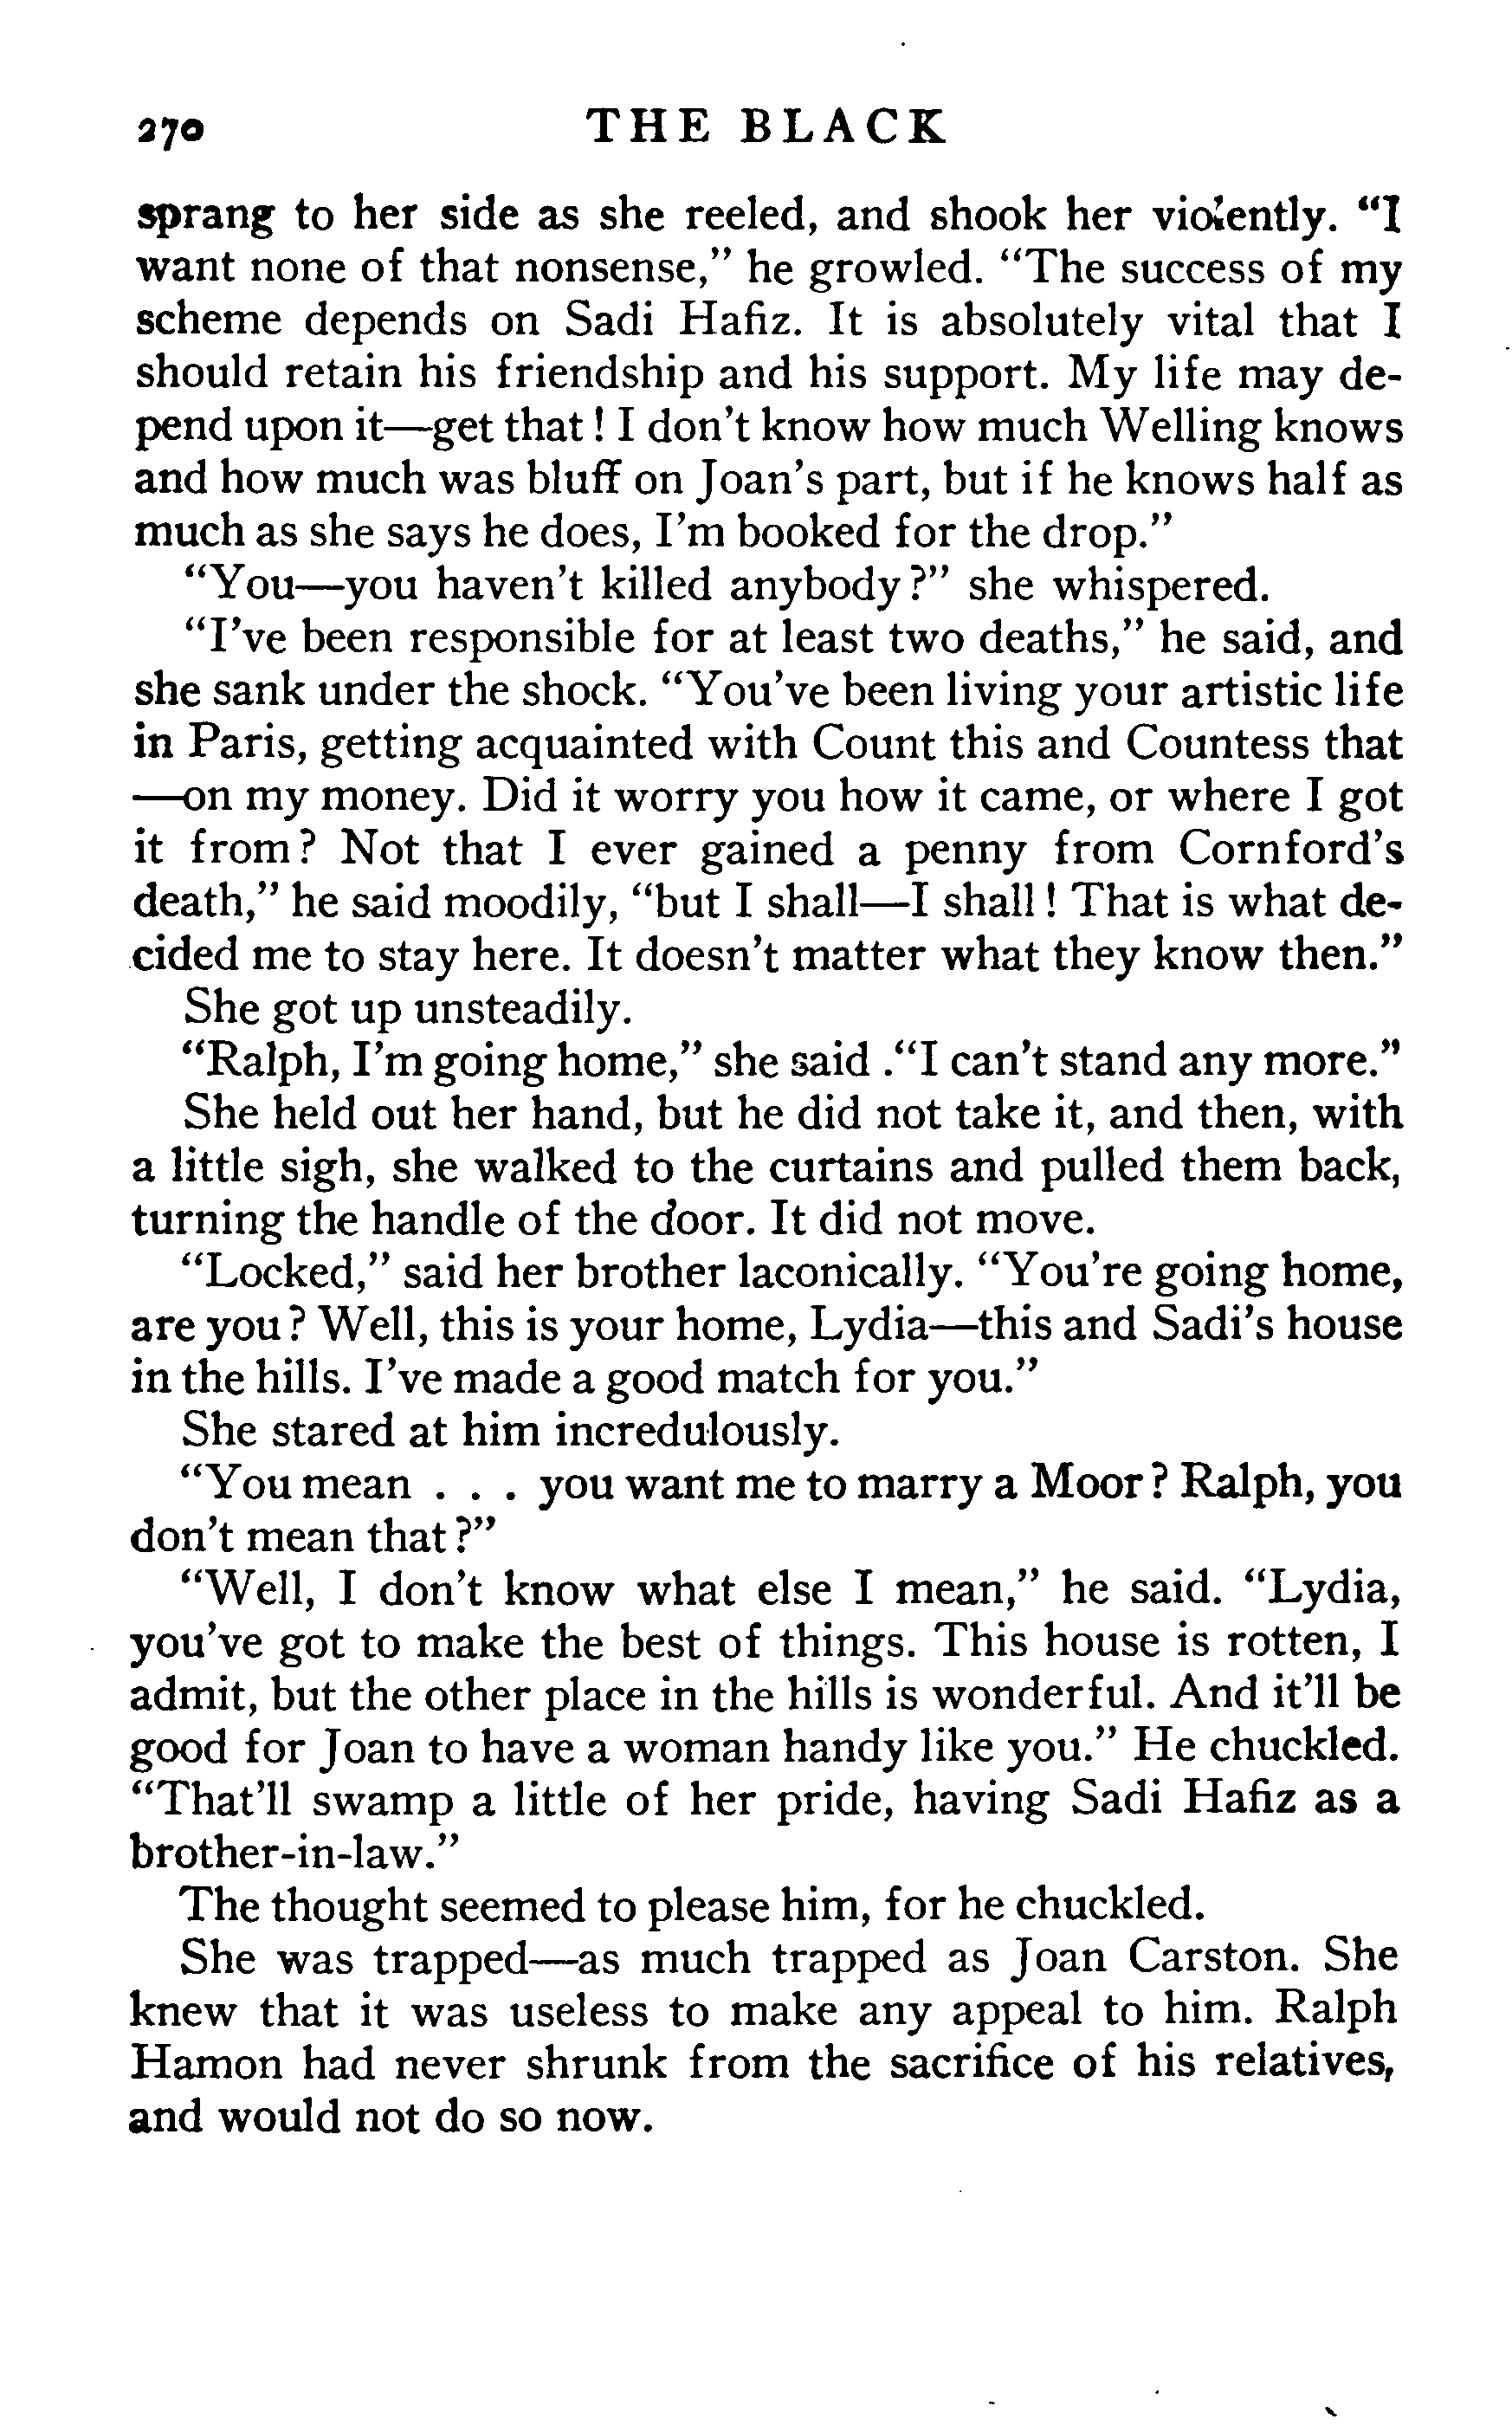 270 THE BLACK
sprang to her side as she reeled, and shook her violently. “I
want none of that nonsense,” he growled. “The success of my
scheme depends on Sadi Hafiz. It is absolutely vital that I
should retain his friendship and his support. My life may de-
pend upon it—get that! I don't know how much Welling knows
and how much was bluff on Joan's part, but if he knows half as
much as she says he does, I'm booked for the drop.”
“You—you haven't killed anybody?” she whispered.
“I've been responsible for at least two deaths,” he said, and
she sank under the shock. “You've been living your artistic life
in Paris, getting acquainted with Count this and Countess that
—on my money. Did it worry you how it came, or where I got
it from? Not that I ever gained a penny from Cornford's
death,” he said moodily, “but I shall—I shall! That is what de-
cided me to stay here. It doesn't matter what they know then.”
She got up unsteadily.
“Ralph, I'm going home,” she said .“I can't stand any more.”
She held out her hand, but he did not take it, and then, with
a little sigh, she walked to the curtains and pulled them back,
turning the handle of the door. It did not move.
“Locked,” said her brother laconically. “You're going home,
are you? Well, this is your home, Lydia—this and Sadi's house
in the hills. I've made a good match for you.”
She stared at him incredulously.
“You mean . . . you want me to marry a Moor? Ralph, you
don't mean that?”
“Well, I don't know what else I mean,” he said. “Lydia,
you've got to make the best of things. This house is rotten, I
admit, but the other place in the hills is wonderful. And it'll be
good for Joan to have a woman handy like you.” He chuckled.
“That'll swamp a little of her pride, having Sadi Hafiz as a
brother-in-law.”
The thought seemed to please him, for he chuckled.
She was trapped—as much trapped as Joan Carston. She
knew that it was useless to make any appeal to him. Ralph
Hamon had never shrunk from the sacrifice of his relatives,
and would not do so now.